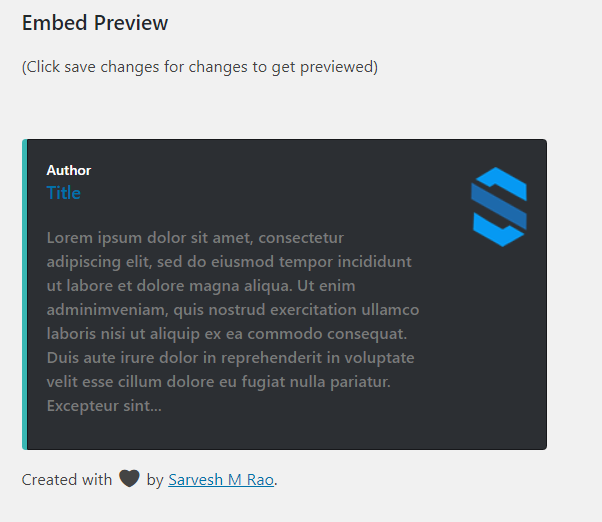 Embed Preview
(Click save changes for changes to get previewed)
Author
Title
Lorem ipsum dolor sit amet, consectetur
adipiscing elit, sed do eiusmod tempor incididunt
ut labore et dolore magna aliqua. Ut enim
adminimveniam, quis nostrud exercitation ullamco
laboris nisi ut aliquip ex ea commodo consequat.
Duis aute irure dolor in reprehenderit in voluptate
velit esse cillum dolore eu fugiat nulla pariatur.
Excepteur sint...
Created with 🖤 by Sarvesh M Rao.